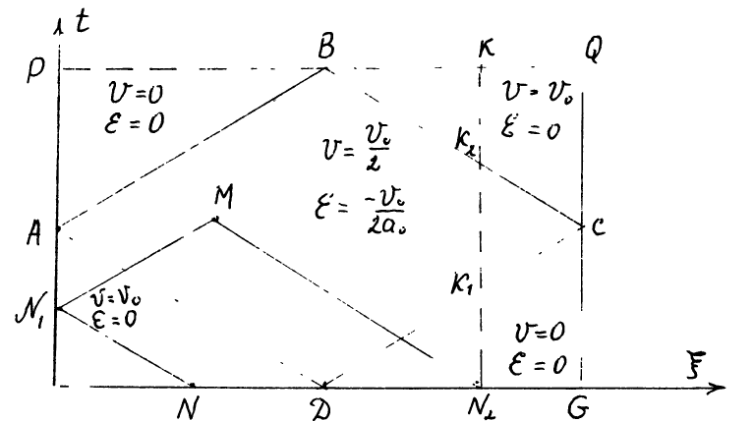 t
P B K Q
v=0
ε=0
v=v₀
ε=0
v=v₀/2
ε=-v₀/2a₀
K₂
M
A C
K₁
N₁
v=v₀
ε=0
v=0
ε=0
ξ
N D N₂ G